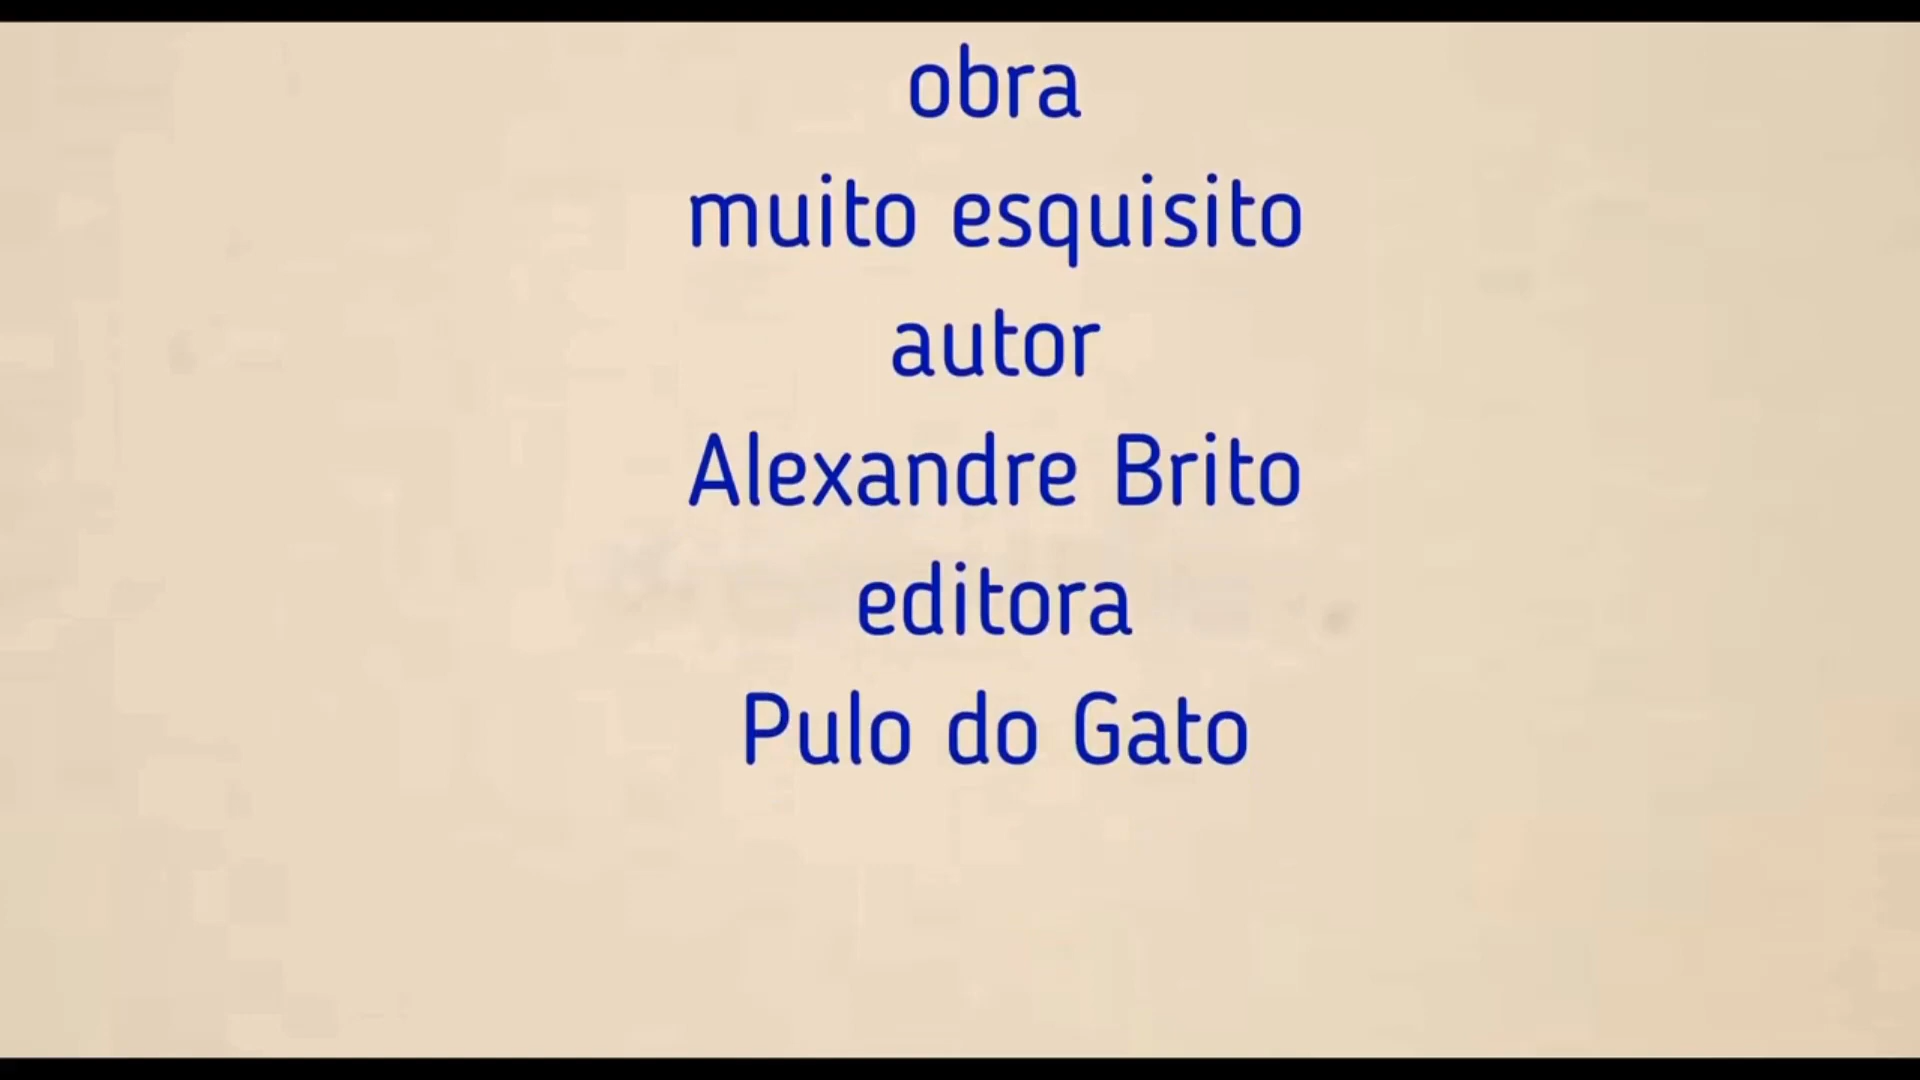 obra
muito esquisito
autor
Alexandre Brito
editora
Pulo do Gato